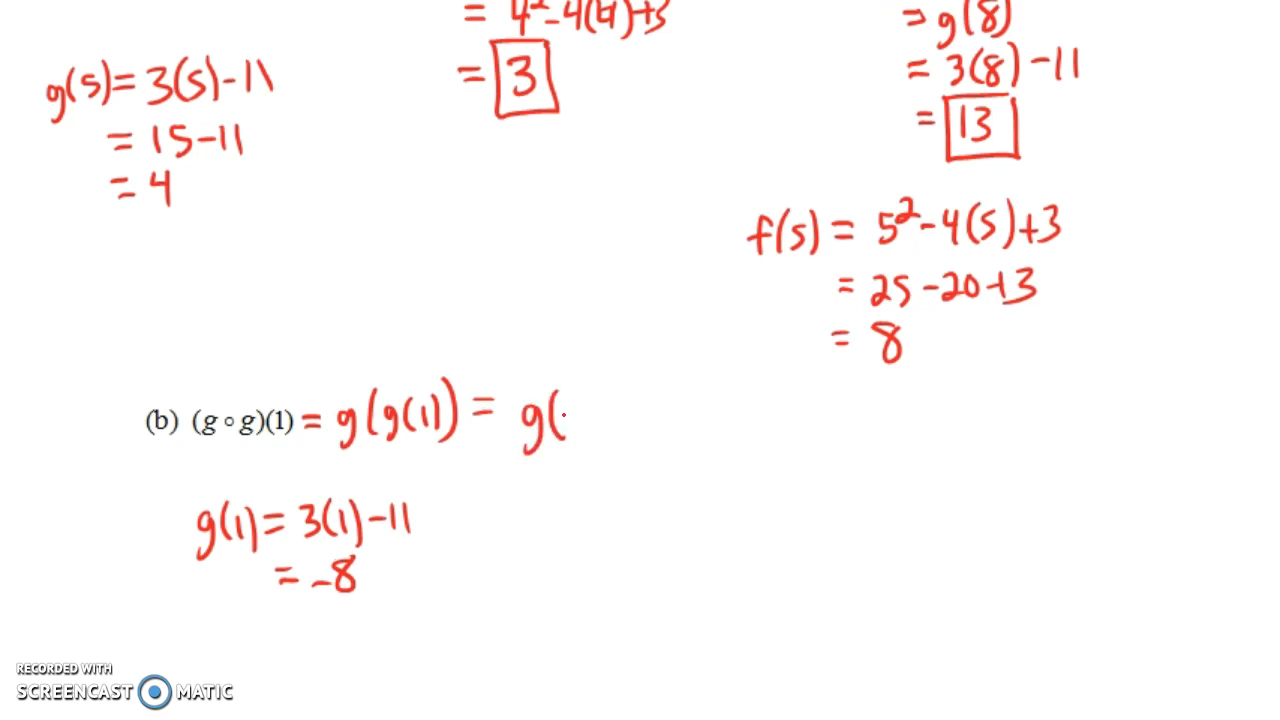 = 4² - 4(4) + 3
= 3
g(5) = 3(5) - 11
= 15 - 11
= 4
= g(8)
= 3(8) - 11
= 13
f(5) = 5² - 4(5) + 3
= 25 - 20 + 3
= 8
(b) (g ∘ g)(1) = g(g(1)) = g(
g(1) = 3(1) - 11
= -8
RECORDED WITH
SCREENCAST MATIC